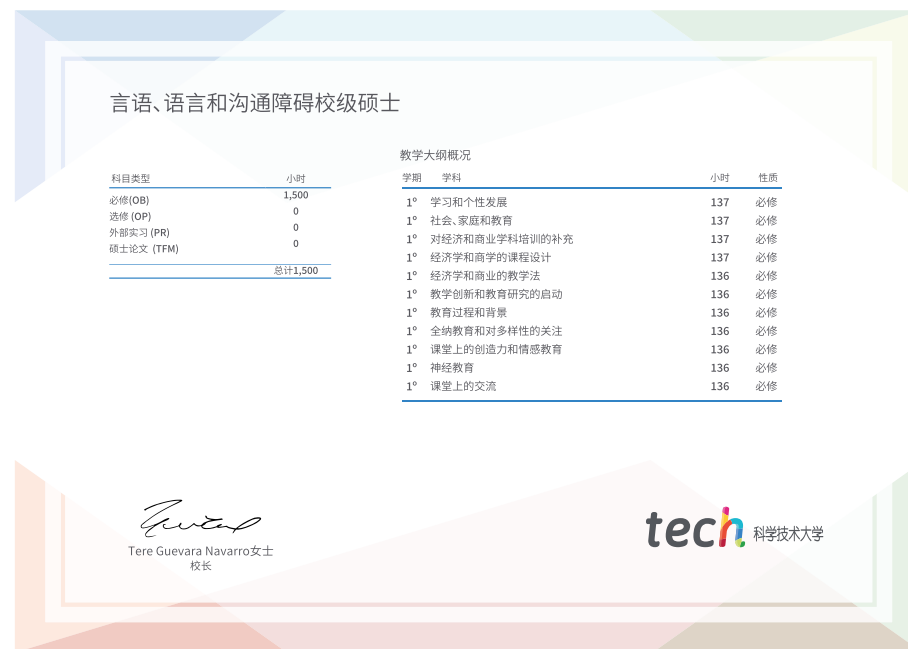 言语、语言和沟通障碍校级硕士
科目类型 小时
必修(OB) 1,500
选修 (OP) 0
外部实习 (PR) 0
硕士论文 (TFM) 0
总计1,500
教学大纲概况
学期 学科 小时 性质
1º 学习和个性发展 137 必修
1º 社会、家庭和教育 137 必修
1º 对经济和商业学科培训的补充 137 必修
1º 经济学和商学的课程设计 137 必修
1º 经济学和商业的教学法 136 必修
1º 教学创新和教育研究的启动 136 必修
1º 教育过程和背景 136 必修
1º 全纳教育和对多样性的关注 136 必修
1º 课堂上的创造力和情感教育 136 必修
1º 神经教育 136 必修
1º 课堂上的交流 136 必修
Tere Guevara Navarro女士
校长
tech 科学技术大学